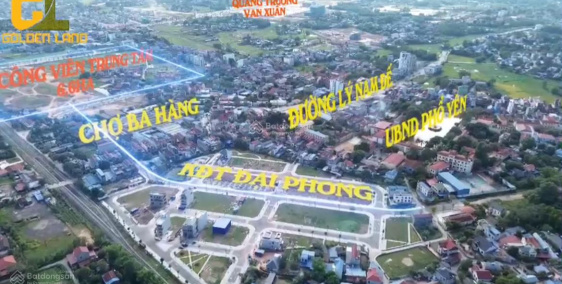 QUẢNG TRƯỜNG
VẠN XUÂN
GL
GOLDEN LAND
CÔNG VIÊN TRUNG TÂM
CHỢ BA HÀNG
ĐƯỜNG LÝ NAM ĐẾ
UBND PHỔ YÊN
KĐT ĐẠI PHONG
Batdongsan